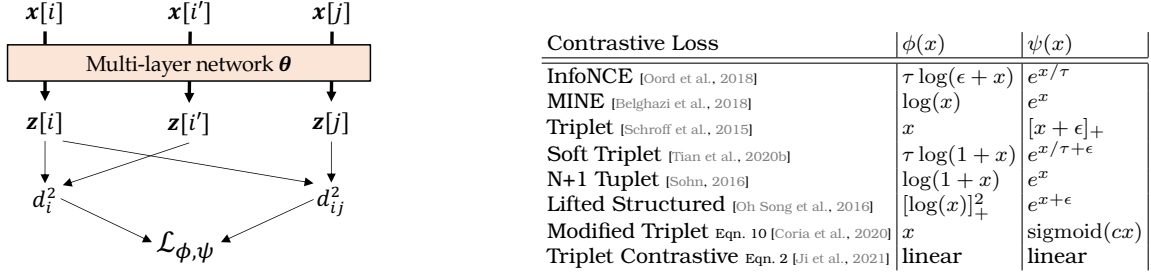 x[i] x[i′] x[j]
Multi-layer network θ
z[i] z[i′] z[j]
d_i^2 d_{ij}^2
ℒ_{ϕ,ψ}
Contrastive Loss ϕ(x) ψ(x)
InfoNCE [Oord et al., 2018] τ log(ϵ + x) e^{x/τ}
MINE [Belghazi et al., 2018] log(x) e^x
Triplet [Schroff et al., 2015] x [x + ϵ]_+
Soft Triplet [Tian et al., 2020b] τ log(1 + x) e^{x/τ+ϵ}
N+1 Tuplet [Sohn, 2016] log(1 + x) e^x
Lifted Structured [Oh Song et al., 2016] [log(x)]_+^2 e^{x+ϵ}
Modified Triplet Eqn. 10 [Coria et al., 2020] x sigmoid(cx)
Triplet Contrastive Eqn. 2 [Ji et al., 2021] linear linear